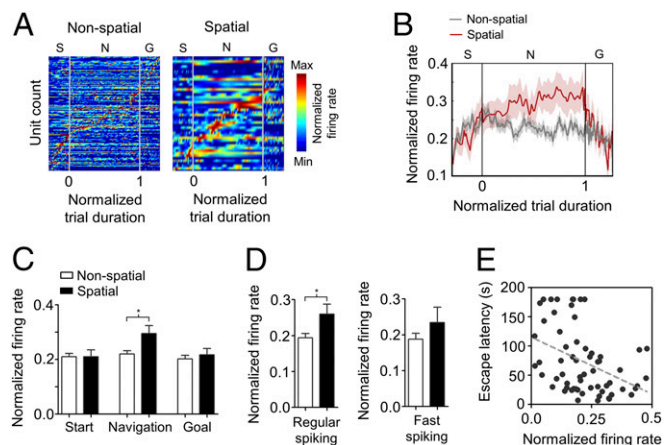 A
Non-spatial
Spatial
S N G
S N G
Unit count
Max
Normalized
firing rate
Min
0 1
0 1
Normalized
trial duration
Normalized
trial duration
B
Non-spatial
Spatial
S N G
Normalized firing rate
0.4
0.3
0.2
0.1
0 1
Normalized trial duration
C
Non-spatial
Spatial
Normalized firing rate
0.4
0.2
0.0
*
Start Navigation Goal
D
Normalized firing rate
0.3
0.2
0.1
0.0
*
Regular
spiking
Normalized firing rate
0.3
0.2
0.1
0.0
Fast
spiking
E
Escape latency (s)
200
150
100
50
0
0.0 0.25 0.5
Normalized firing rate